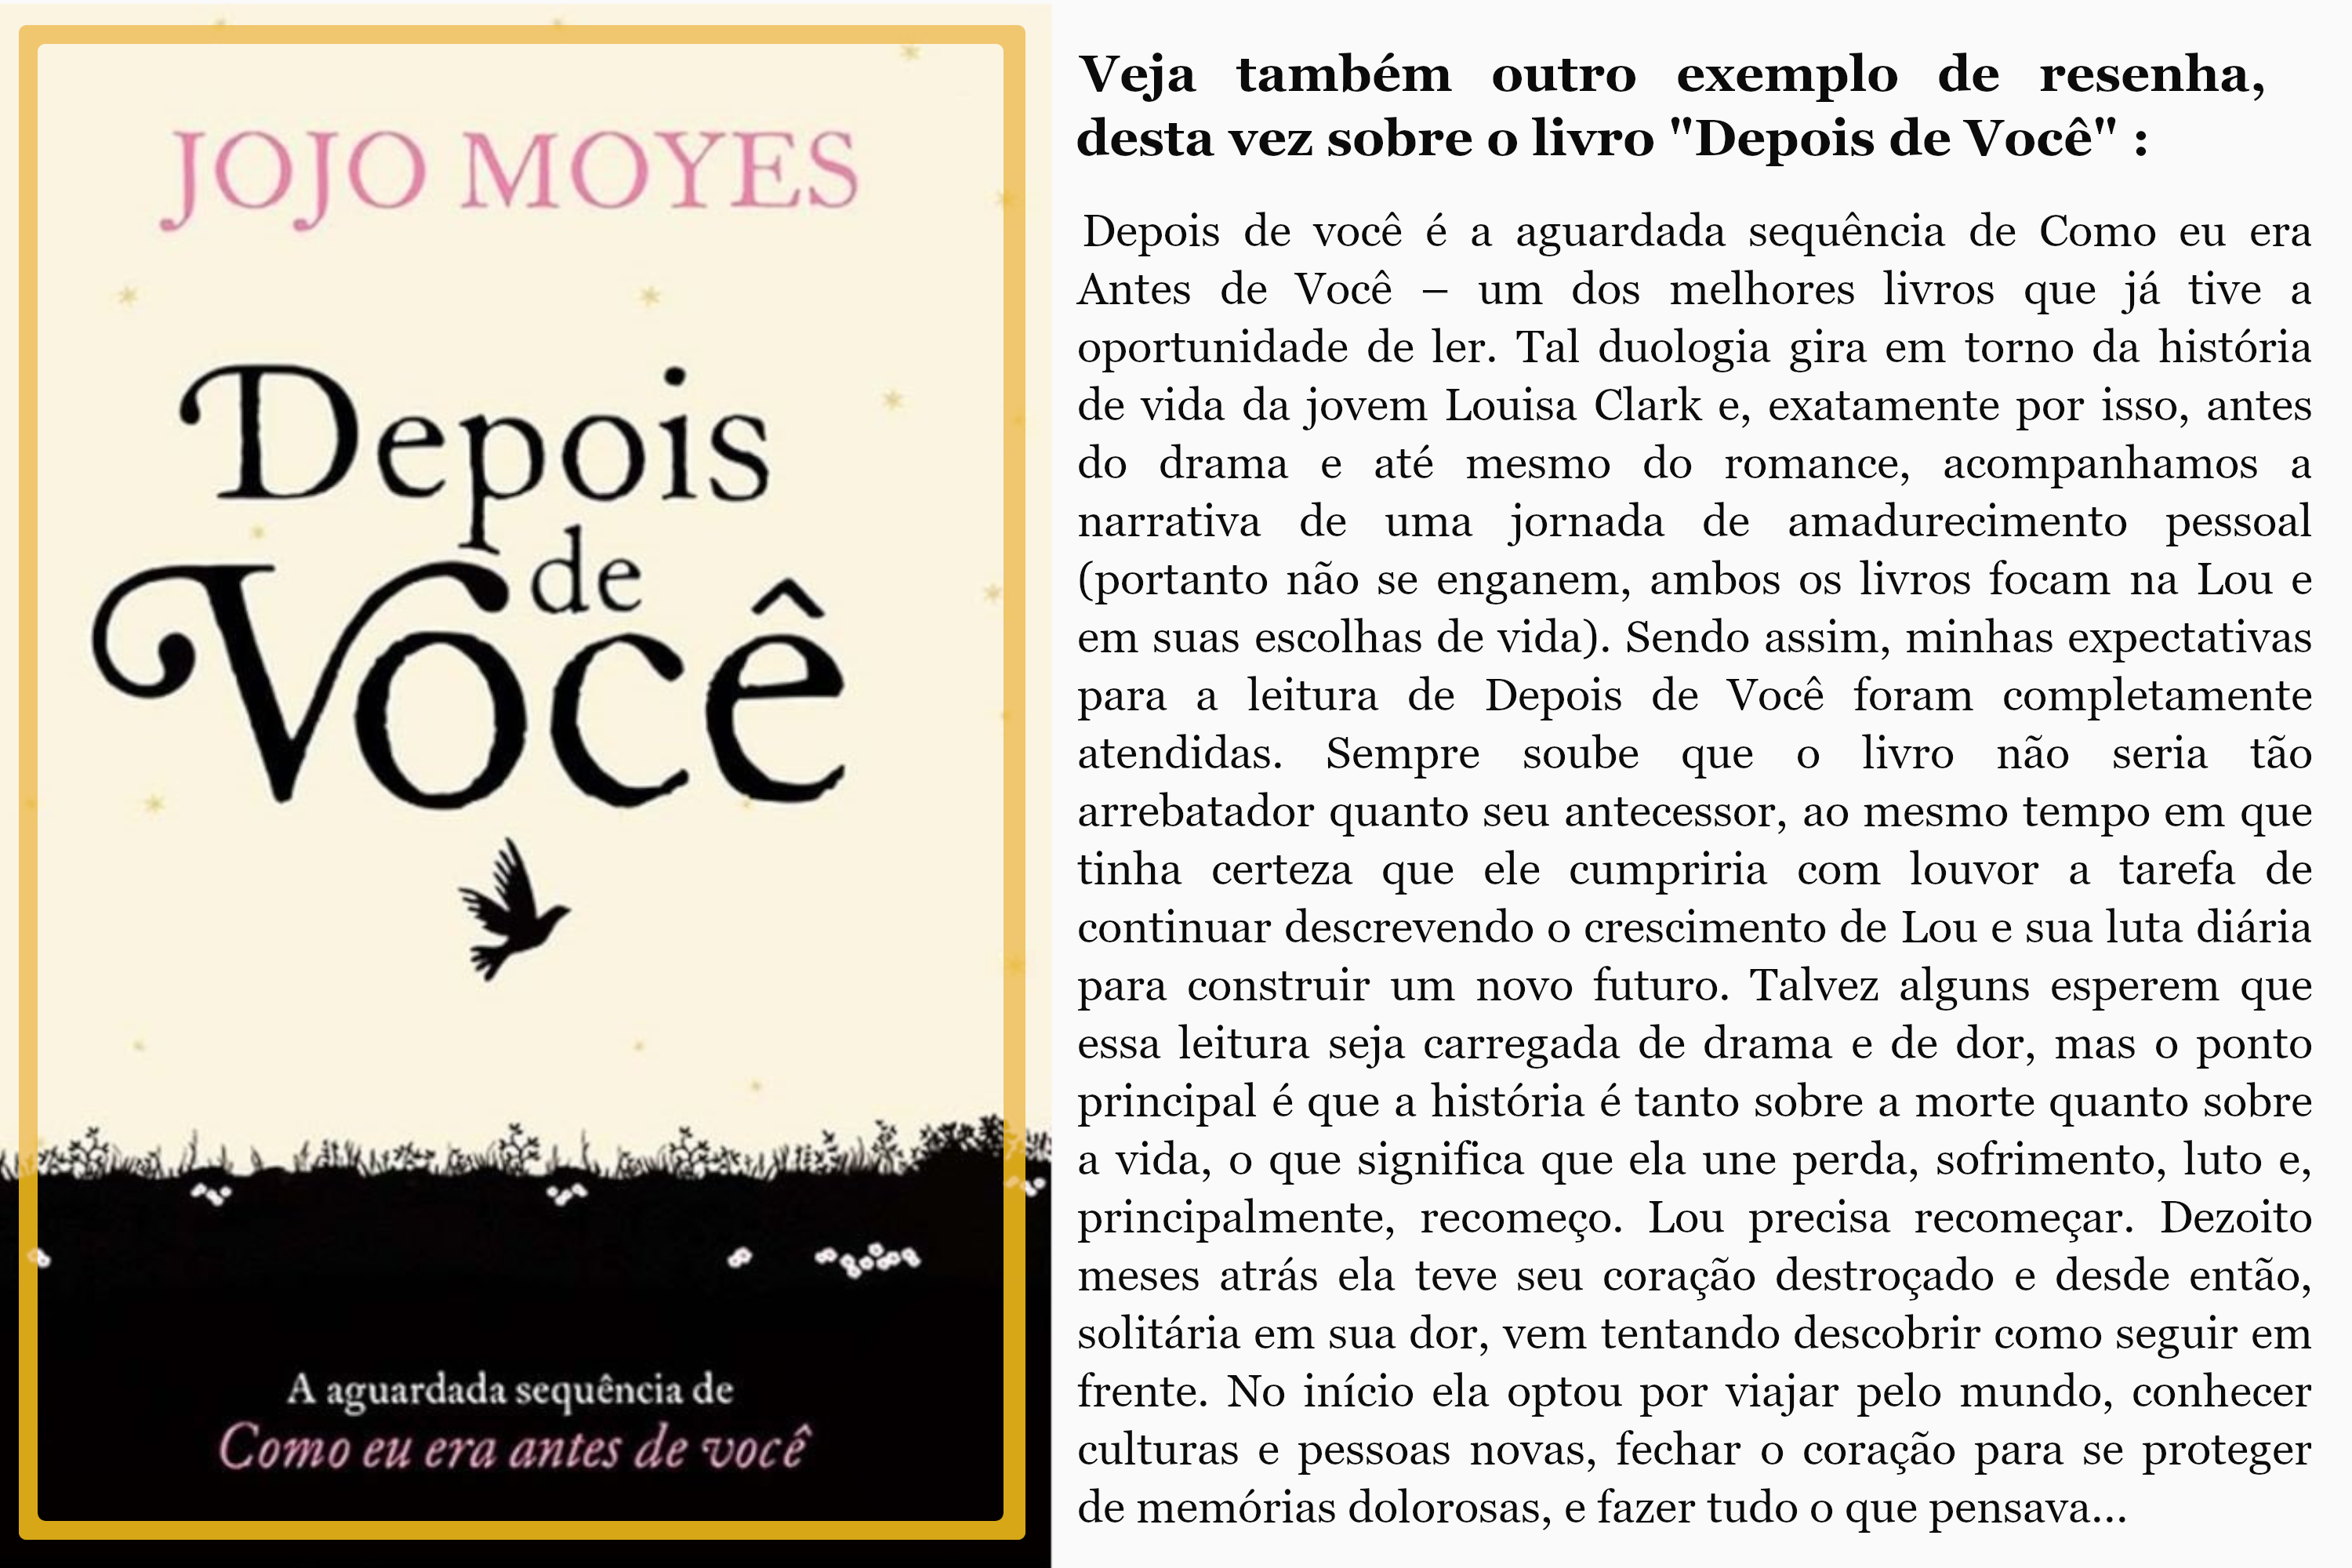 JOJO MOYES
Depois
de
Você
A aguardada sequência de
Como eu era antes de você
Veja também outro exemplo de resenha,
desta vez sobre o livro "Depois de Você" :
Depois de você é a aguardada sequência de Como eu era
Antes de Você – um dos melhores livros que já tive a
oportunidade de ler. Tal duologia gira em torno da história
de vida da jovem Louisa Clark e, exatamente por isso, antes
do drama e até mesmo do romance, acompanhamos a
narrativa de uma jornada de amadurecimento pessoal
(portanto não se enganem, ambos os livros focam na Lou e
em suas escolhas de vida). Sendo assim, minhas expectativas
para a leitura de Depois de Você foram completamente
atendidas. Sempre soube que o livro não seria tão
arrebatador quanto seu antecessor, ao mesmo tempo em que
tinha certeza que ele cumpriria com louvor a tarefa de
continuar descrevendo o crescimento de Lou e sua luta diária
para construir um novo futuro. Talvez alguns esperem que
essa leitura seja carregada de drama e de dor, mas o ponto
principal é que a história é tanto sobre a morte quanto sobre
a vida, o que significa que ela une perda, sofrimento, luto e,
principalmente, recomeço. Lou precisa recomeçar. Dezoito
meses atrás ela teve seu coração destroçado e desde então,
solitária em sua dor, vem tentando descobrir como seguir em
frente. No início ela optou por viajar pelo mundo, conhecer
culturas e pessoas novas, fechar o coração para se proteger
de memórias dolorosas, e fazer tudo o que pensava...